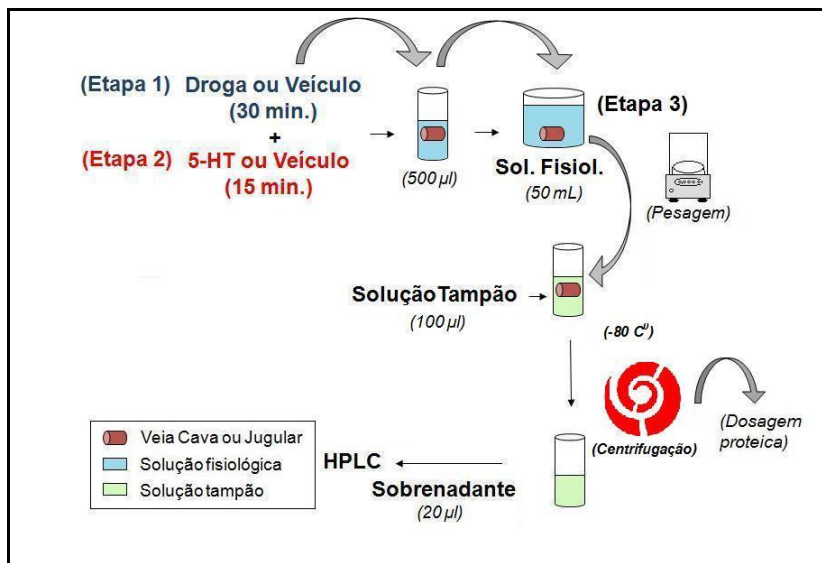 (Etapa 1) Droga ou Veículo
(30 min.)
+
(Etapa 2) 5-HT ou Veículo
(15 min.)
(500 µl)
(Etapa 3)
Sol. Fisiol.
(50 mL)
(Pesagem)
Solução Tampão
(100 µl)
(-80 C⁰)
(Centrifugação)
(Dosagem
proteica)
Veia Cava ou Jugular
Solução fisiológica
Solução tampão
HPLC
Sobrenadante
(20 µl)